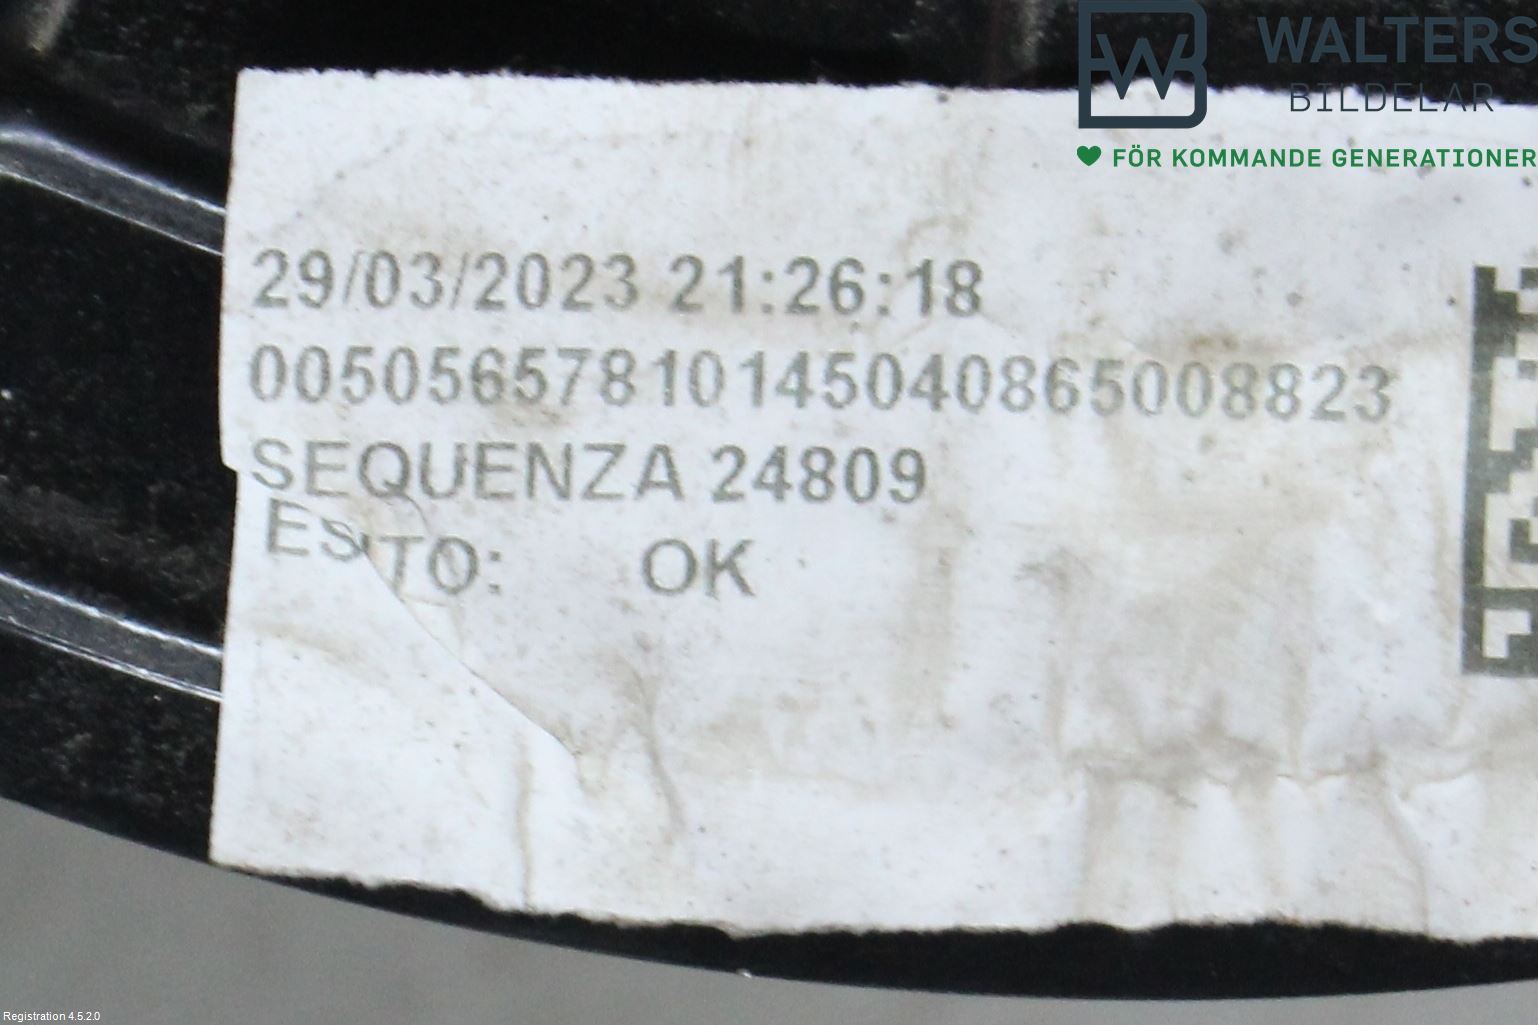 WALTERS
BILDELAR
FÖR KOMMANDE GENERATIONER
29/03/2023 21:26:18
00505657810145040865008823
SEQUENZA 24809
ESITO: OK
Registration 4.5.2.0